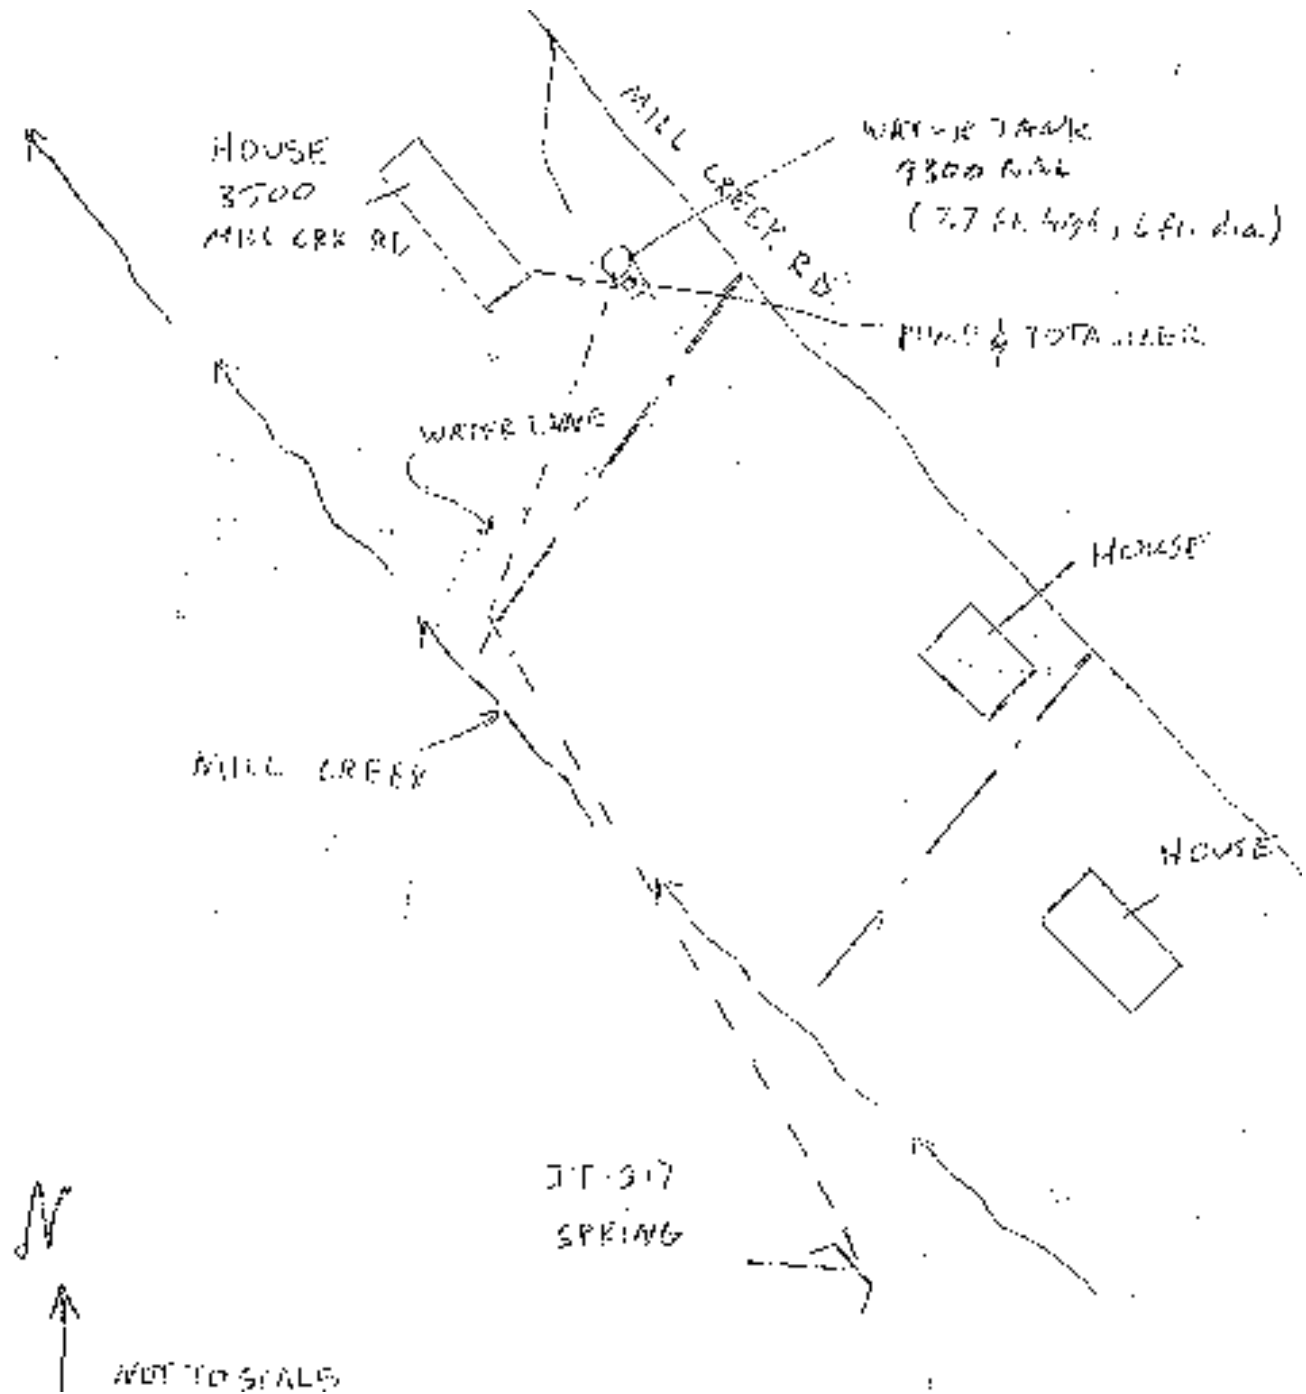 MILL CREEK RD.
HOUSE
3500
MILL CRK RD
WATER TANK
(7.7 ft. high, 6 ft. dia.)
PUMP & TOTALIZER
WATER LINE
HOUSE
MILL CREEK
HOUSE
SPRING
N
NOT TO SCALE